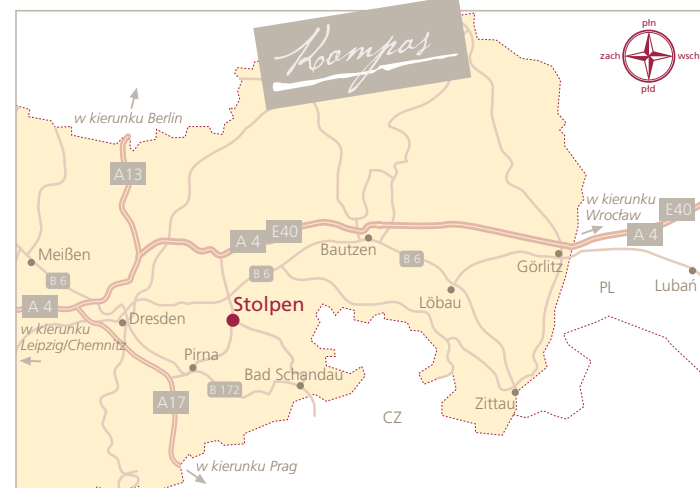 Kompas
płn
zach
wsch
płd
w kierunku Berlin
A13
w kierunku
Wrocław
E40
A 4
E40
A 4
Bautzen
Meißen
B 6
B 6
B 6
Görlitz
PL
Lubań
A 4
Stolpen
Löbau
Dresden
w kierunku
Leipzig/Chemnitz
Pirna
Bad Schandau
B 172
A17
Zittau
CZ
w kierunku Prag